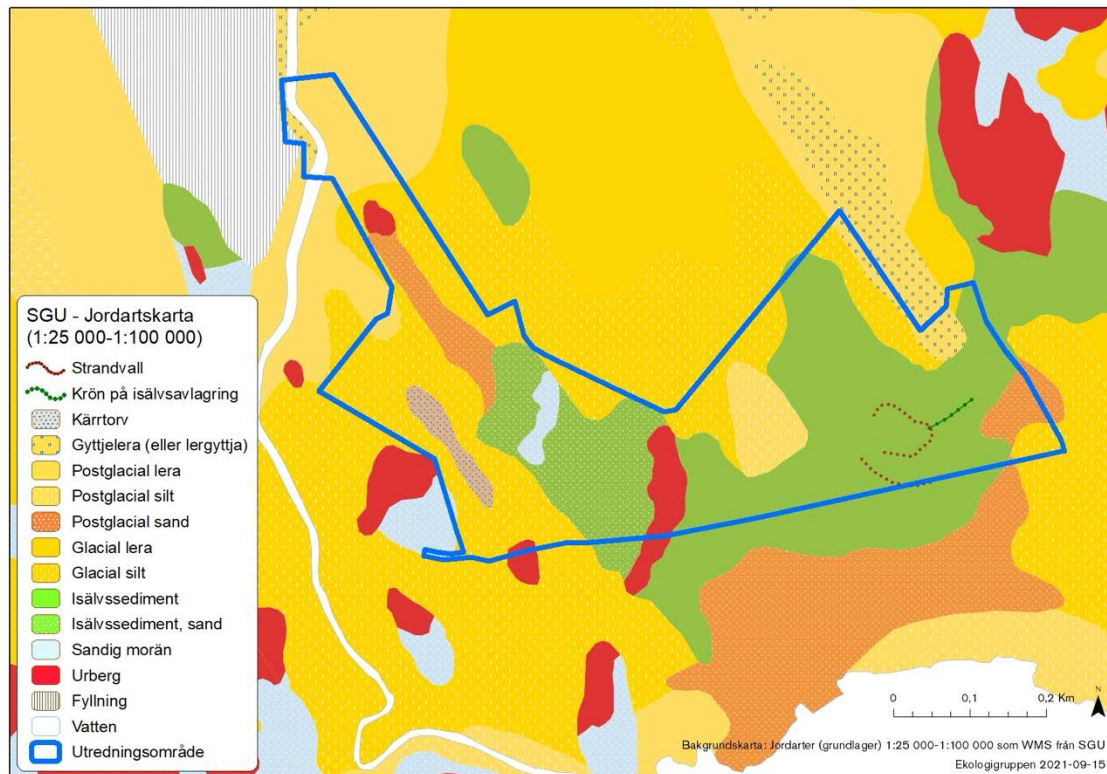 SGU - Jordartskarta
(1:25 000-1:100 000)
Strandvall
Krön på isälvsavlagring
Kärrtorv
Gyttjelera (eller lergyttja)
Postglacial lera
Postglacial silt
Postglacial sand
Glacial lera
Glacial silt
Isälvssediment
Isälvssediment, sand
Sandig morän
Urberg
Fyllning
Vatten
Utredningsområde
N
0 0,1 0,2 Km
Bakgrundskarta: Jordarter (grundlager) 1:25 000-1:100 000 som WMS från SGU
Ekologigruppen 2021-09-15